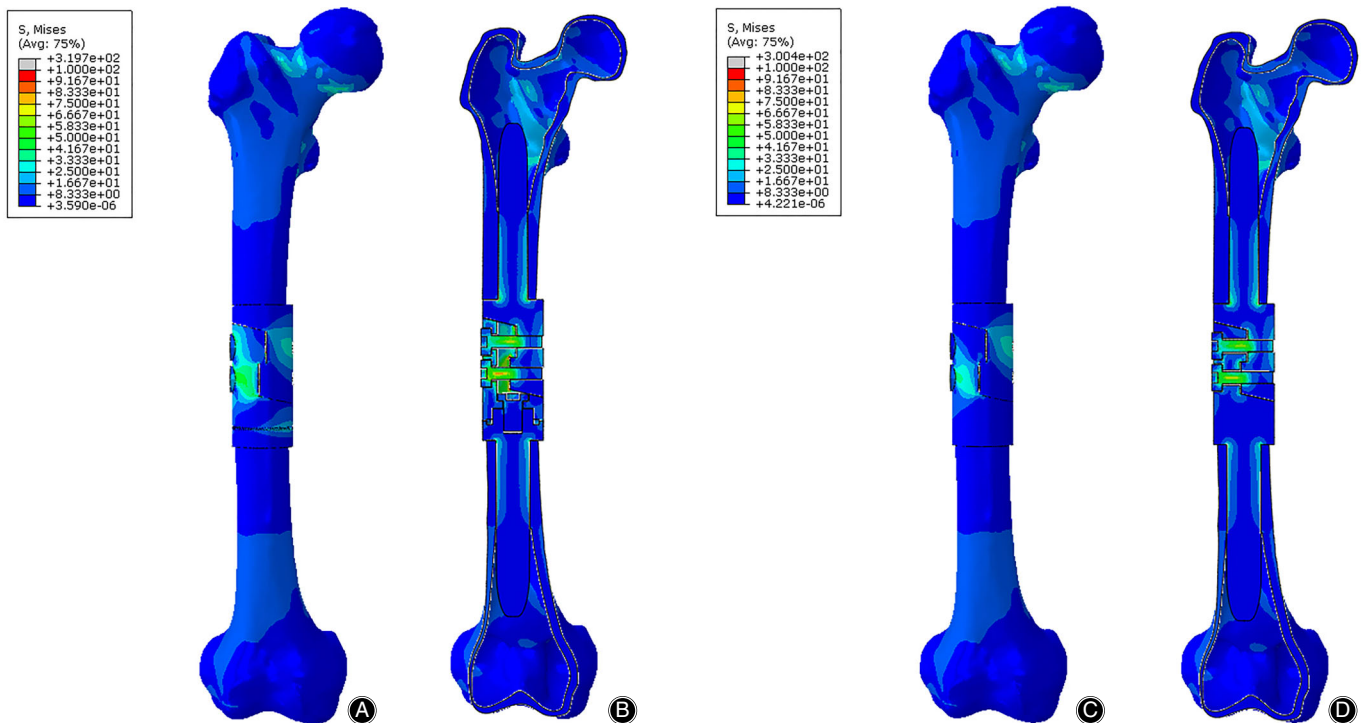 S, Mises
(Avg: 75%)
+3.197e+02
+1.000e+02
+9.167e+01
+8.333e+01
+7.500e+01
+6.667e+01
+5.833e+01
+5.000e+01
+4.167e+01
+3.333e+01
+2.500e+01
+1.667e+01
+8.333e+00
+3.590e-06
S, Mises
(Avg: 75%)
+3.004e+02
+1.000e+02
+9.167e+01
+8.333e+01
+7.500e+01
+6.667e+01
+5.833e+01
+5.000e+01
+4.167e+01
+3.333e+01
+2.500e+01
+1.667e+01
+8.333e+00
+4.221e-06
A
B
C
D